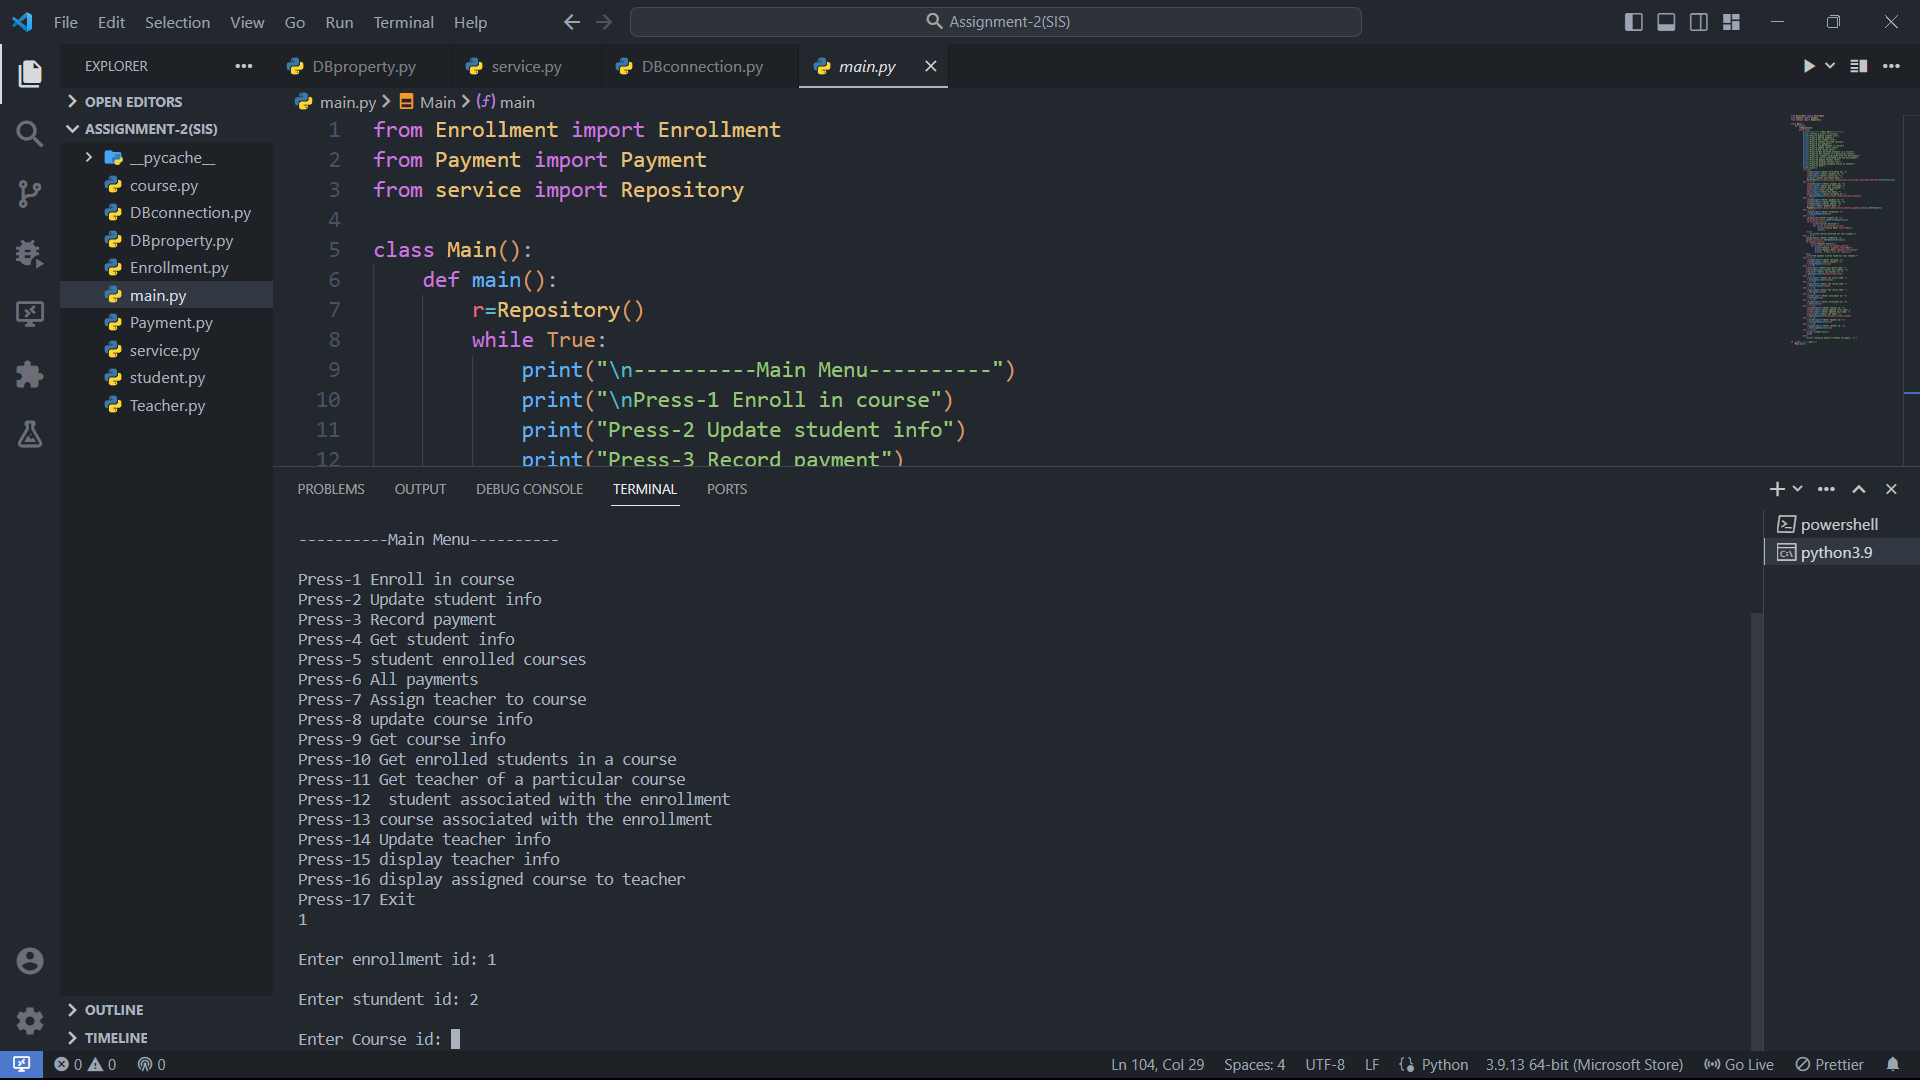 File Edit Selection View Go Run Terminal Help
Assignment-2(SIS)
EXPLORER
DBproperty.py
service.py
DBconnection.py
main.py
OPEN EDITORS
ASSIGNMENT-2(SIS)
__pycache__
course.py
DBconnection.py
DBproperty.py
Enrollment.py
main.py
Payment.py
service.py
student.py
Teacher.py
OUTLINE
TIMELINE
main.py > Main > main
1 from Enrollment import Enrollment
2 from Payment import Payment
3 from service import Repository
4
5 class Main():
6 def main():
7 r=Repository()
8 while True:
9 print("\n----------Main Menu----------")
10 print("\nPress-1 Enroll in course")
11 print("Press-2 Update student info")
12 print("Press-3 Record payment")
PROBLEMS OUTPUT DEBUG CONSOLE TERMINAL PORTS
powershell
python3.9
----------Main Menu----------
Press-1 Enroll in course
Press-2 Update student info
Press-3 Record payment
Press-4 Get student info
Press-5 student enrolled courses
Press-6 All payments
Press-7 Assign teacher to course
Press-8 update course info
Press-9 Get course info
Press-10 Get enrolled students in a course
Press-11 Get teacher of a particular course
Press-12  student associated with the enrollment
Press-13 course associated with the enrollment
Press-14 Update teacher info
Press-15 display teacher info
Press-16 display assigned course to teacher
Press-17 Exit
1
Enter enrollment id: 1
Enter stundent id: 2
Enter Course id:
0 0 0
Ln 104, Col 29 Spaces: 4 UTF-8 LF Python 3.9.13 64-bit (Microsoft Store) Go Live Prettier